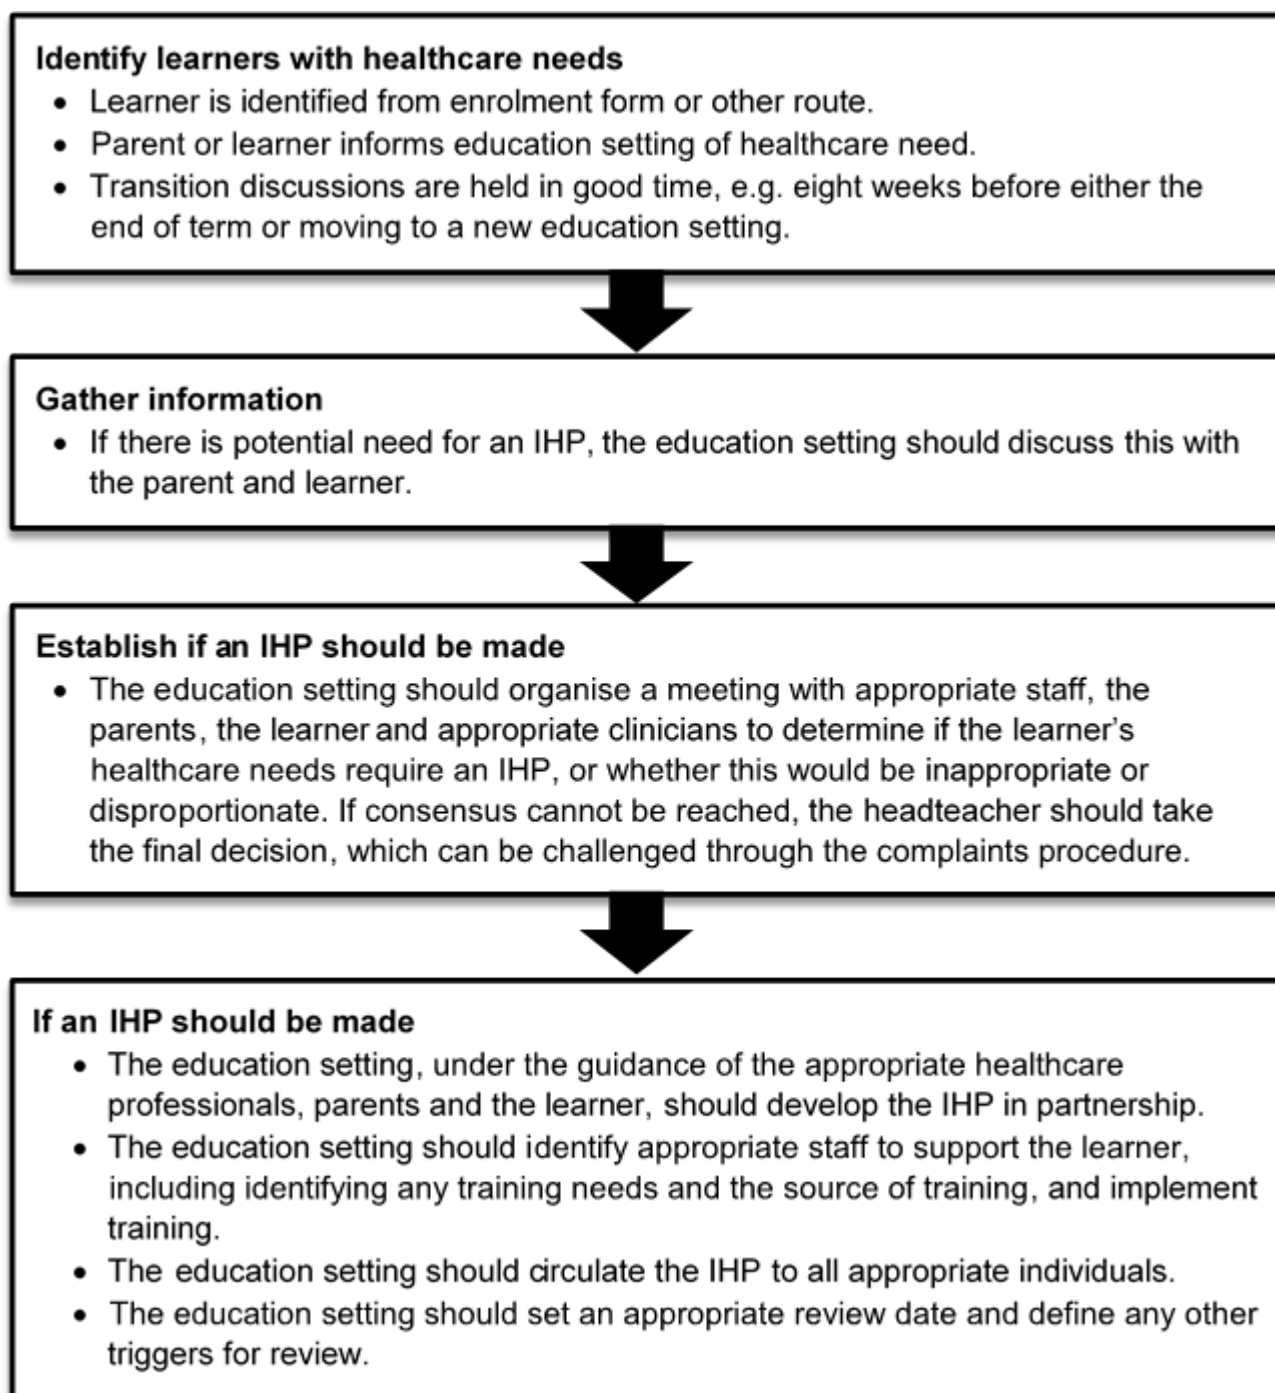 Identify learners with healthcare needs
• Learner is identified from enrolment form or other route.
• Parent or learner informs education setting of healthcare need.
• Transition discussions are held in good time, e.g. eight weeks before either the
end of term or moving to a new education setting.
Gather information
• If there is potential need for an IHP, the education setting should discuss this with
the parent and learner.
Establish if an IHP should be made
• The education setting should organise a meeting with appropriate staff, the
parents, the learner and appropriate clinicians to determine if the learner's
healthcare needs require an IHP, or whether this would be inappropriate or
disproportionate. If consensus cannot be reached, the headteacher should take
the final decision, which can be challenged through the complaints procedure.
If an IHP should be made
• The education setting, under the guidance of the appropriate healthcare
professionals, parents and the learner, should develop the IHP in partnership.
• The education setting should identify appropriate staff to support the learner,
including identifying any training needs and the source of training, and implement
training.
• The education setting should circulate the IHP to all appropriate individuals.
• The education setting should set an appropriate review date and define any other
triggers for review.